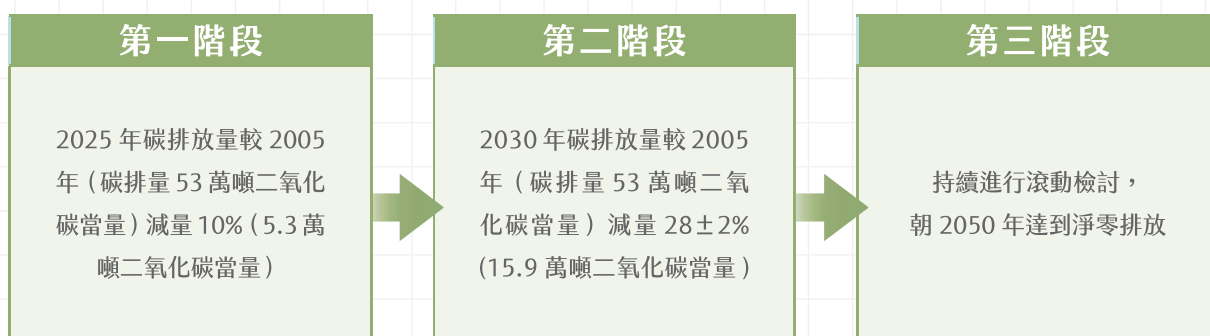 第一階段
2025 年碳排放量較 2005
年（碳排量 53 萬噸二氧化
碳當量）減量 10%（5.3 萬
噸二氧化碳當量）
第二階段
2030 年碳排放量較 2005
年（碳排量 53 萬噸二氧
化碳當量）減量 28±2%
(15.9 萬噸二氧化碳當量）
第三階段
持續進行滾動檢討，
朝 2050 年達到淨零排放